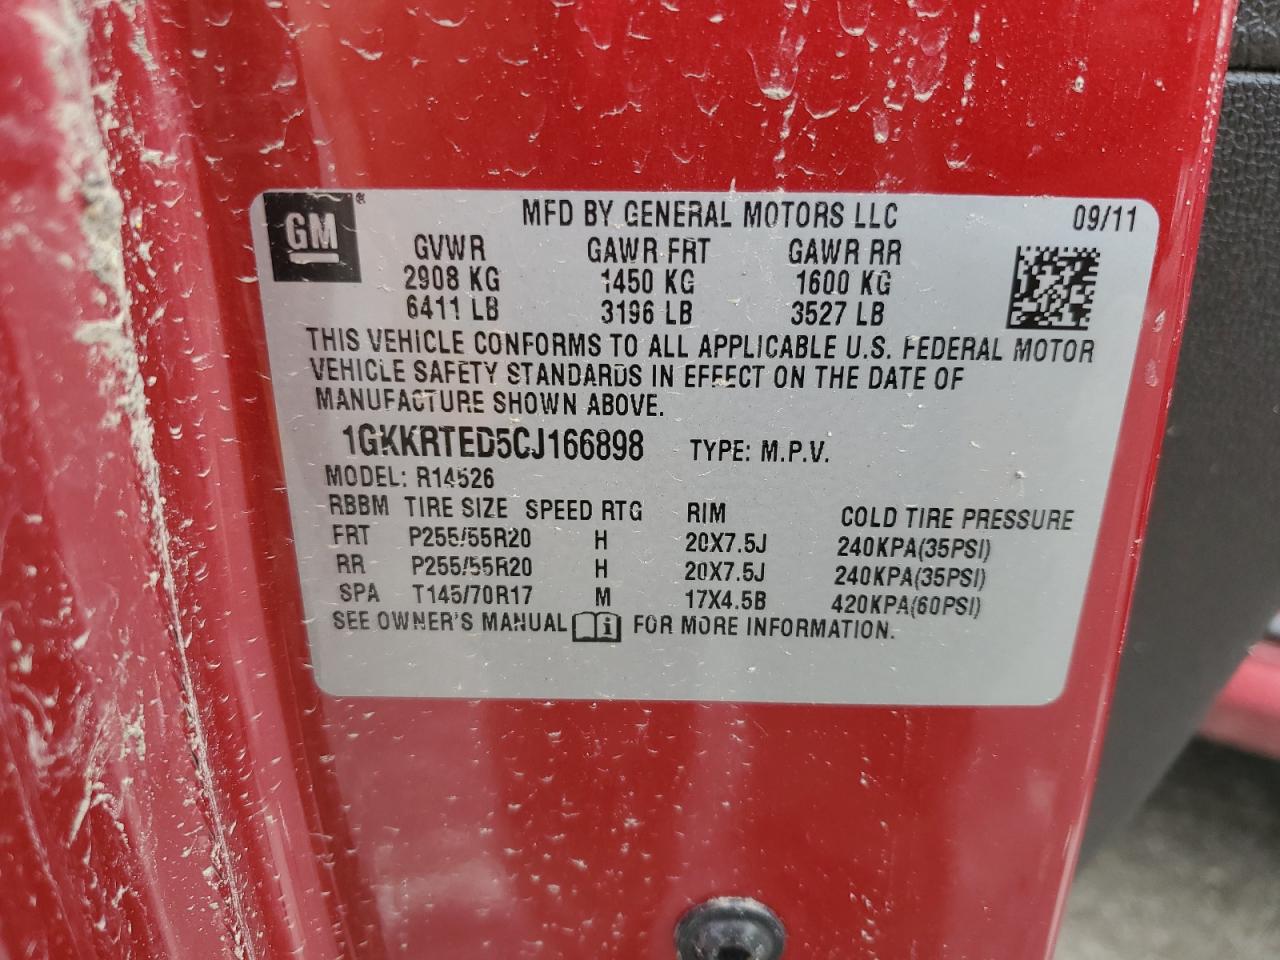 GM ® MFD BY GENERAL MOTORS LLC 09/11
GVWR GAWR FRT GAWR RR
2908 KG 1450 KG 1600 KG
6411 LB 3196 LB 3527 LB
THIS VEHICLE CONFORMS TO ALL APPLICABLE U.S. FEDERAL MOTOR
VEHICLE SAFETY STANDARDS IN EFFECT ON THE DATE OF
MANUFACTURE SHOWN ABOVE.
1GKKRTED5CJ166898 TYPE: M.P.V.
MODEL: R14526
RBBM TIRE SIZE SPEED RTG RIM COLD TIRE PRESSURE
FRT P255/55R20 H 20X7.5J 240KPA(35PSI)
RR P255/55R20 H 20X7.5J 240KPA(35PSI)
SPA T145/70R17 M 17X4.5B 420KPA(60PSI)
SEE OWNER'S MANUAL i FOR MORE INFORMATION.